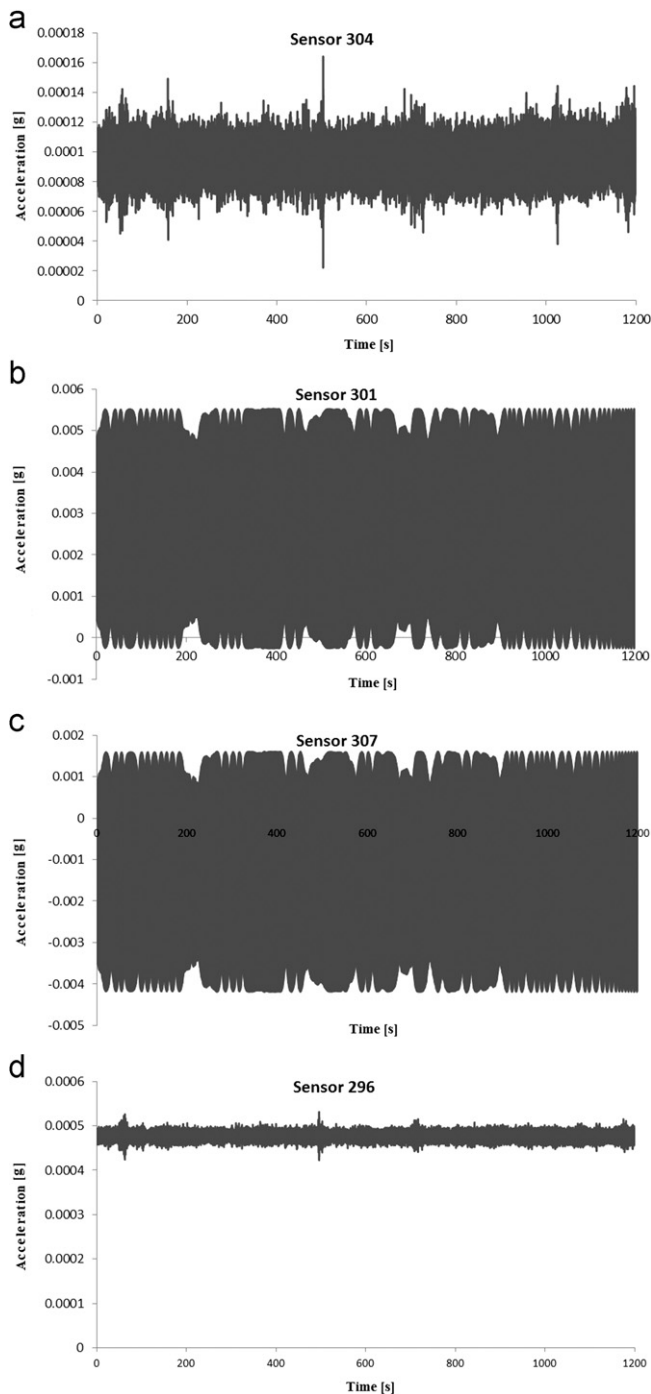 a
Sensor 304
0.00018
0.00016
0.00014
0.00012
0.0001
0.00008
0.00006
0.00004
0.00002
0
Acceleration [g]
0 200 400 600 800 1000 1200
Time [s]
b
Sensor 301
0.006
0.005
0.004
0.003
0.002
0.001
0
-0.001
Acceleration [g]
0 200 400 600 800 1000 1200
Time [s]
c
Sensor 307
0.002
0.001
0
-0.001
-0.002
-0.003
-0.004
-0.005
Acceleration [g]
0 200 400 600 800 1000 1200
Time [s]
d
Sensor 296
0.0006
0.0005
0.0004
0.0003
0.0002
0.0001
0
Acceleration [g]
0 200 400 600 800 1000 1200
Time [s]